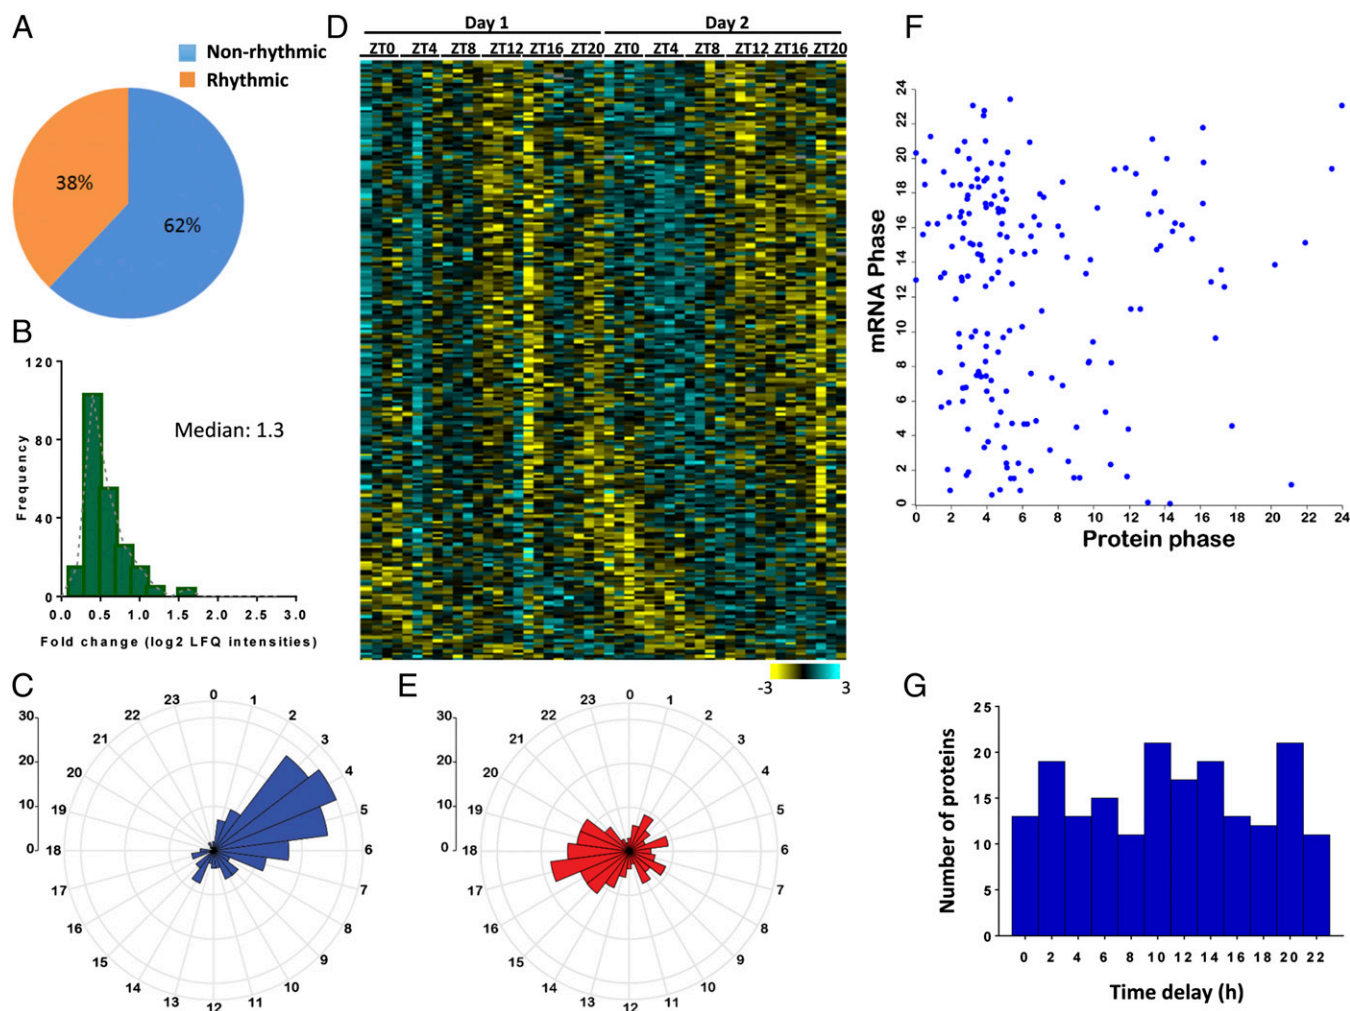 A
Non-rhythmic
Rhythmic
38%
62%
B
120
80
40
0
Frequency
Median: 1.3
0.0 0.5 1.0 1.5 2.0 2.5 3.0
Fold change (log2 LFQ intensities)
C
30
20
10
0
0 1 2 3 4 5 6 7 8 9 10 11 12 13 14 15 16 17 18 19 20 21 22 23
D
Day 1 Day 2
ZT0 ZT4 ZT8 ZT12 ZT16 ZT20 ZT0 ZT4 ZT8 ZT12 ZT16 ZT20
-3 3
E
30
20
10
0
0 1 2 3 4 5 6 7 8 9 10 11 12 13 14 15 16 17 18 19 20 21 22 23
F
mRNA Phase
24
22
20
18
16
14
12
10
8
6
4
2
0
0 2 4 6 8 10 12 14 16 18 20 22 24
Protein phase
G
Number of proteins
25
20
15
10
5
0
0 2 4 6 8 10 12 14 16 18 20 22
Time delay (h)